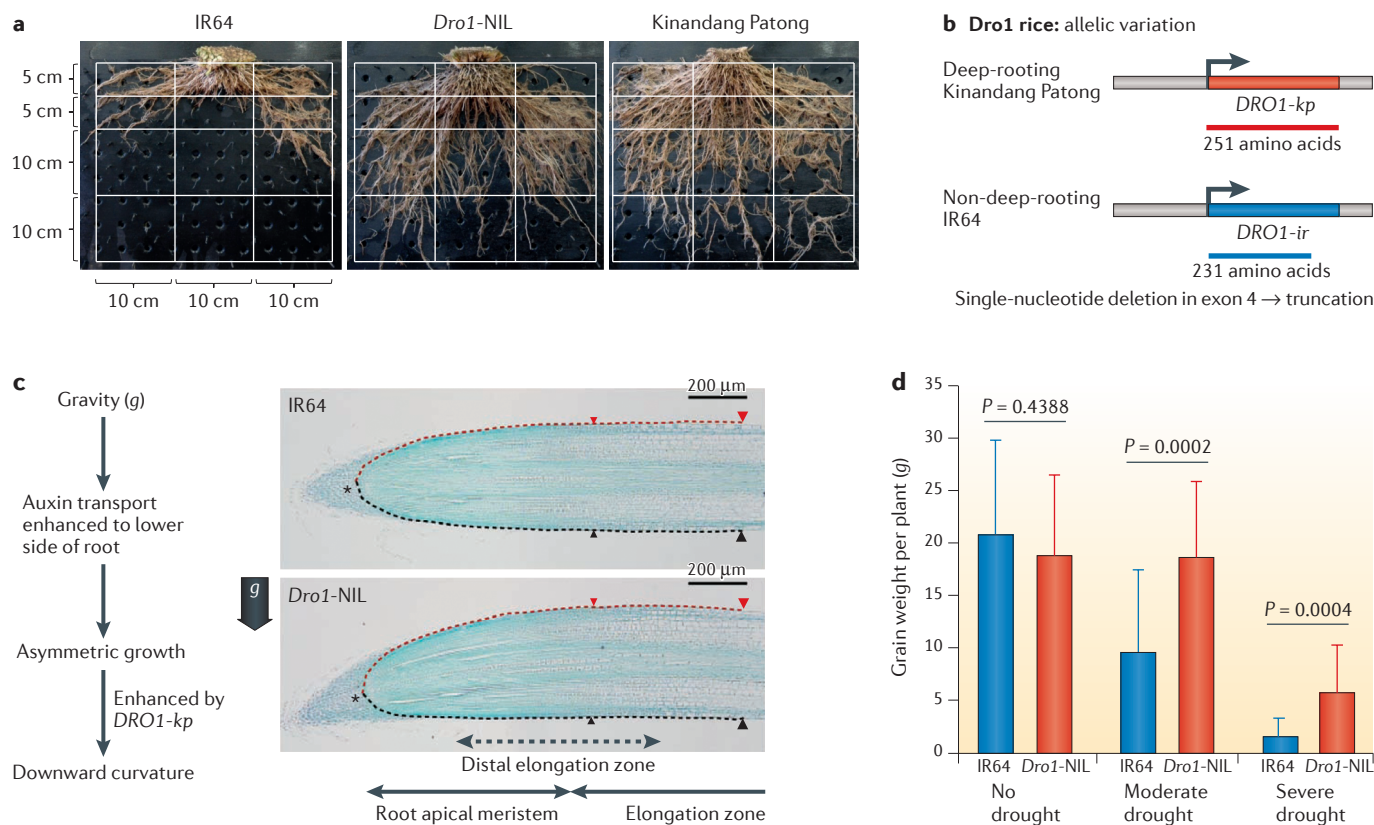 a
IR64
Dro1-NIL
Kinandang Patong
5 cm
5 cm
10 cm
10 cm
10 cm
10 cm
10 cm
b Dro1 rice: allelic variation
Deep-rooting
Kinandang Patong
DRO1-kp
251 amino acids
Non-deep-rooting
IR64
DRO1-ir
231 amino acids
Single-nucleotide deletion in exon 4 → truncation
c
Gravity (g)
Auxin transport
enhanced to lower
side of root
Asymmetric growth
Enhanced by
DRO1-kp
Downward curvature
g
IR64
200 µm
*
Dro1-NIL
200 µm
*
Distal elongation zone
Root apical meristem
Elongation zone
d
Grain weight per plant (g)
35
30
25
20
15
10
5
0
P = 0.4388
P = 0.0002
P = 0.0004
IR64 Dro1-NIL IR64 Dro1-NIL IR64 Dro1-NIL
No
drought
Moderate
drought
Severe
drought